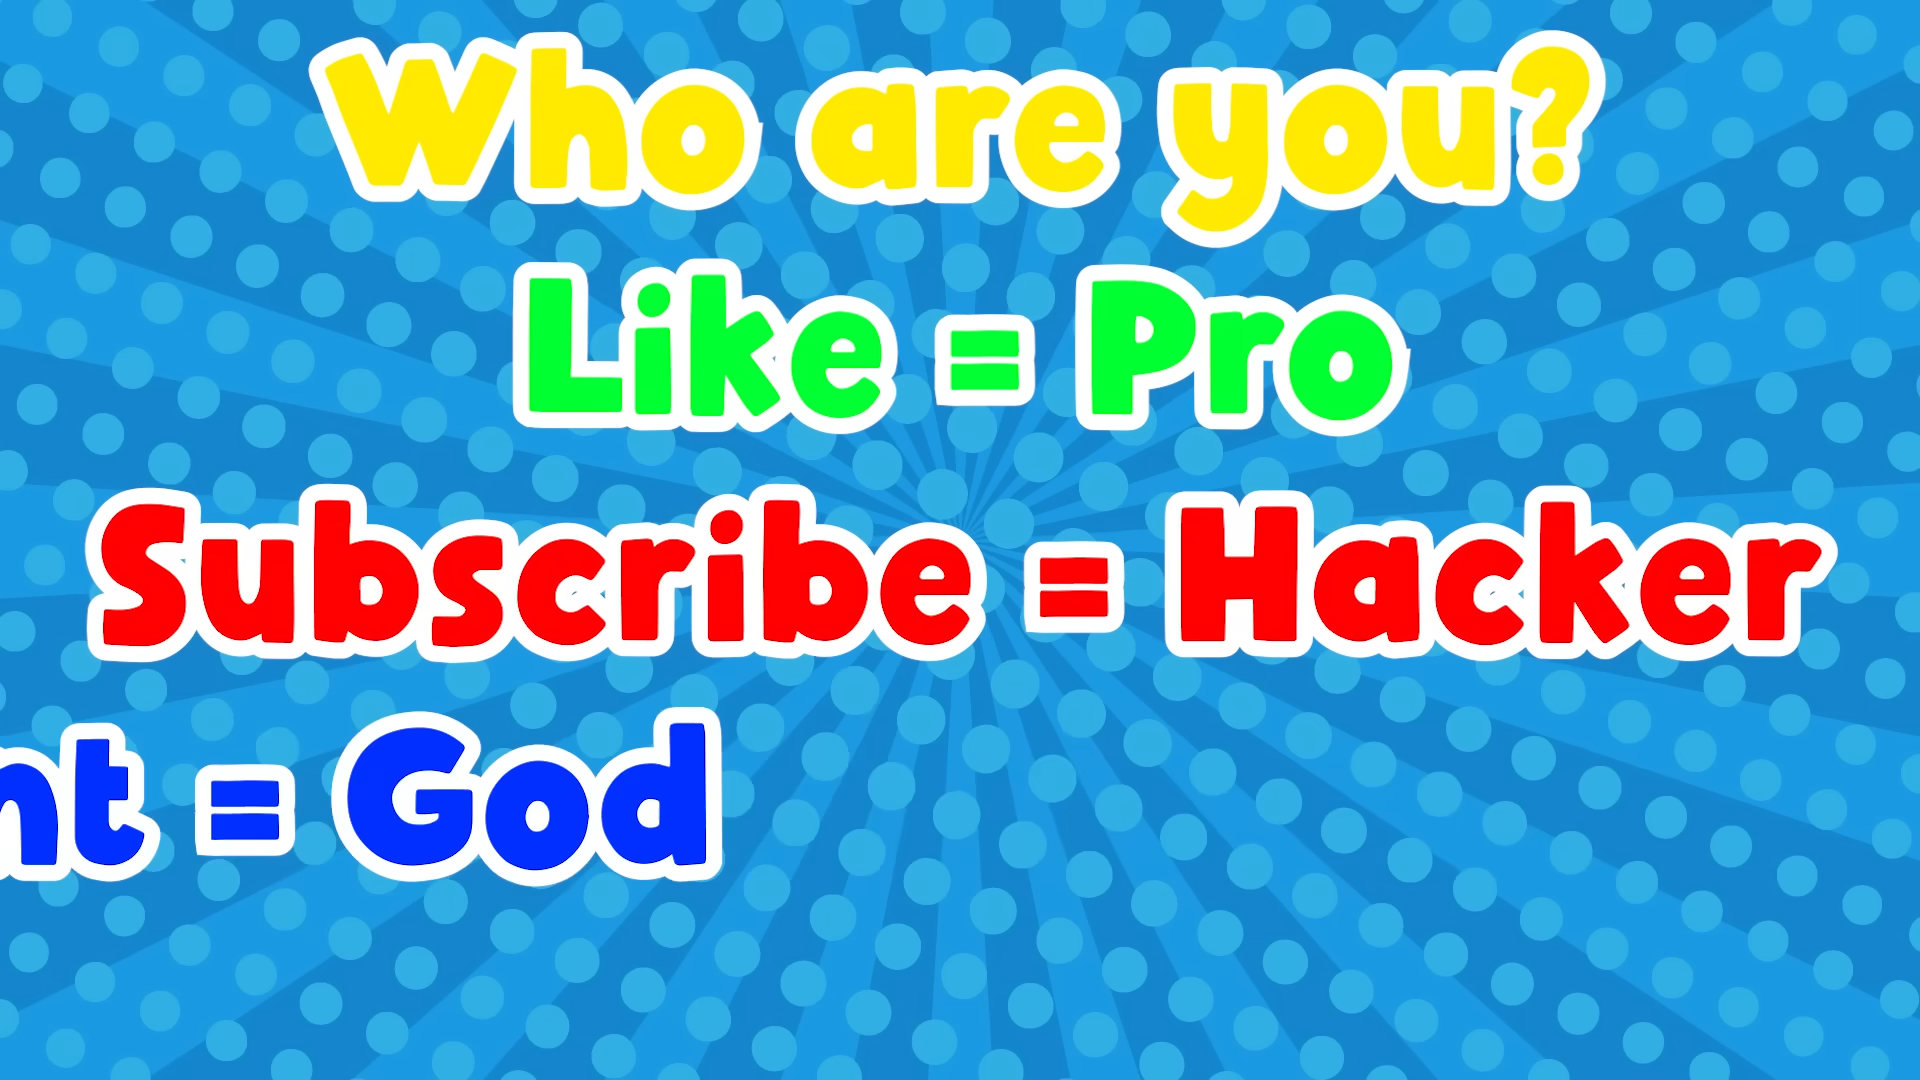 Who are you?
Like = Pro
Subscribe = Hacker
nt = God